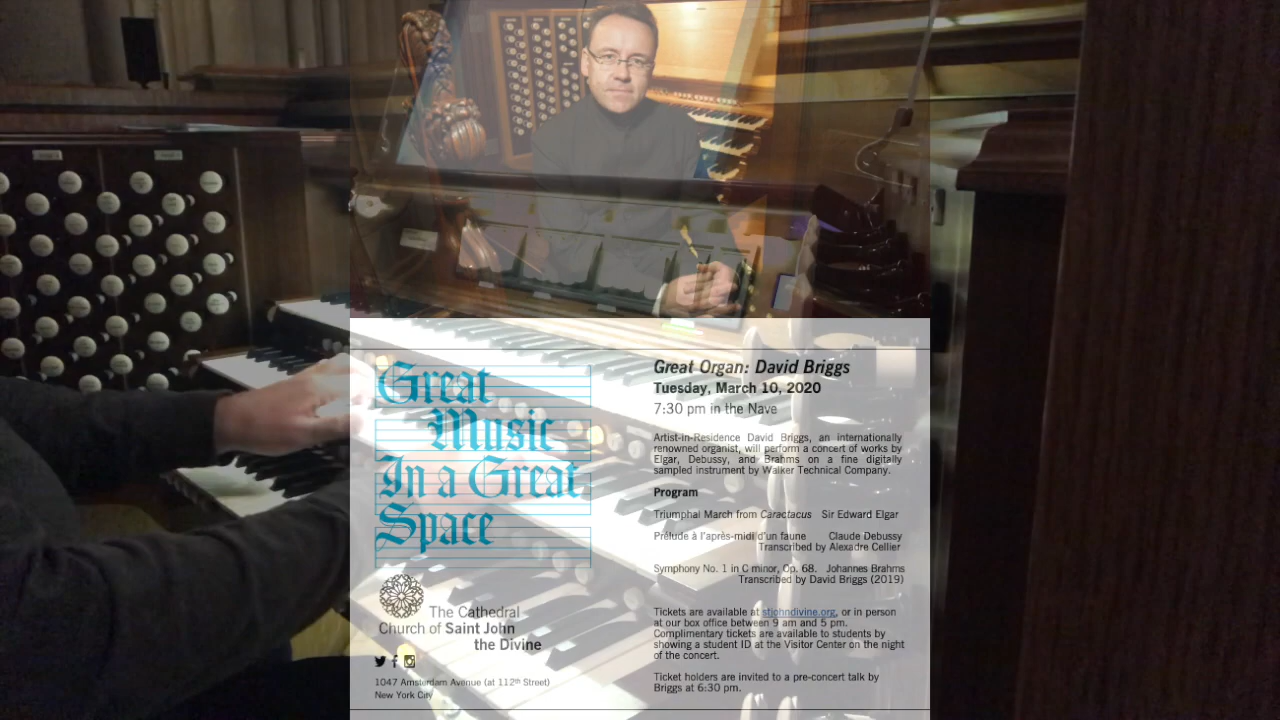 Great
Music
In a Great
Space
The Cathedral
Church of Saint John
the Divine
1047 Amsterdam Avenue (at 112th Street)
New York City
Great Organ: David Briggs
Tuesday, March 10, 2020
7:30 pm in the Nave
Artist-in-Residence David Briggs, an internationally
renowned organist, will perform a concert of works by
Elgar, Debussy, and Brahms on a fine digitally
sampled instrument by Walker Technical Company.
Program
Triumphal March from Caractacus Sir Edward Elgar
Prélude à l'après-midi d'un faune Claude Debussy
Transcribed by Alexadre Cellier
Symphony No. 1 in C minor, Op. 68. Johannes Brahms
Transcribed by David Briggs (2019)
Tickets are available at stjohndivine.org, or in person
at our box office between 9 am and 5 pm.
Complimentary tickets are available to students by
showing a student ID at the Visitor Center on the night
of the concert.
Ticket holders are invited to a pre-concert talk by
Briggs at 6:30 pm.